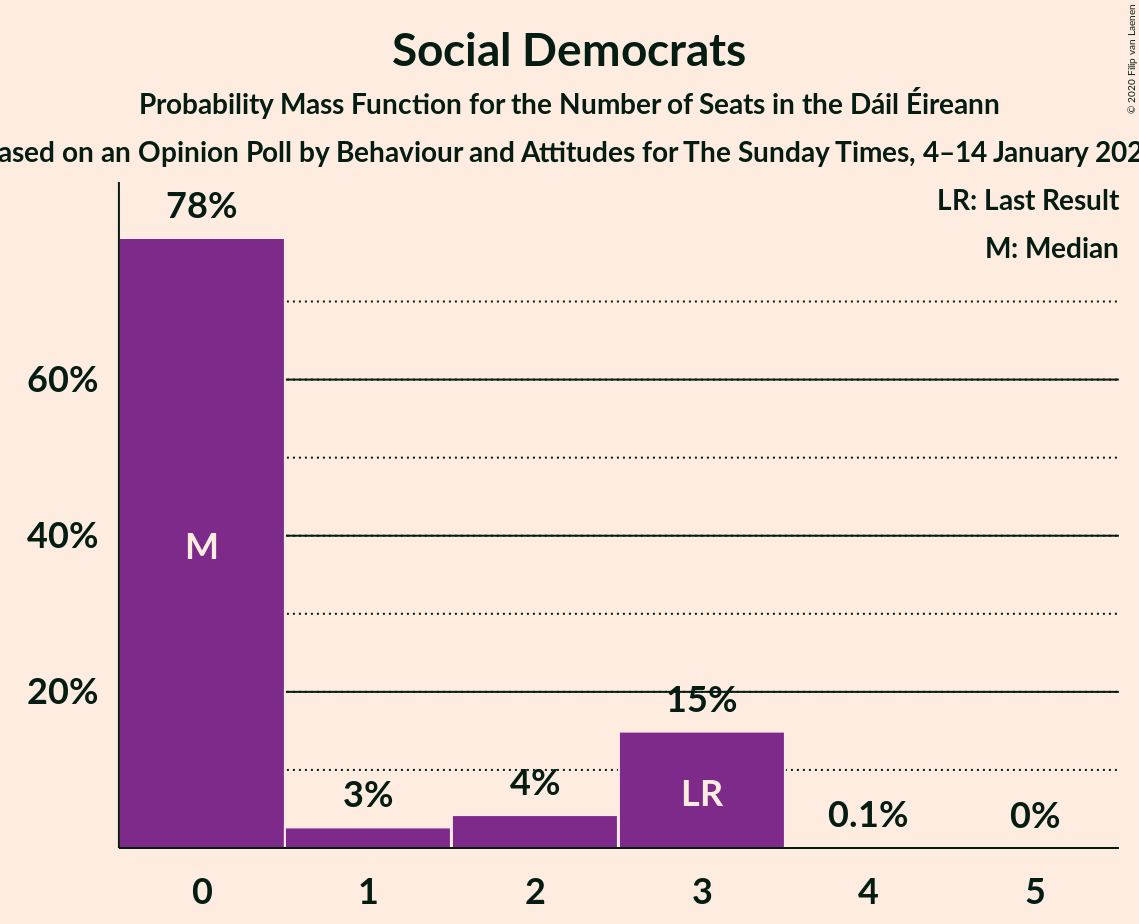 Social Democrats
Probability Mass Function for the Number of Seats in the Dáil Éireann
ased on an Opinion Poll by Behaviour and Attitudes for The Sunday Times, 4–14 January 202
© 2020 Filip van Laenen
LR: Last Result
M: Median
78%
60%
40%
20%
M
3%
4%
15%
LR
0.1%
0%
0 1 2 3 4 5